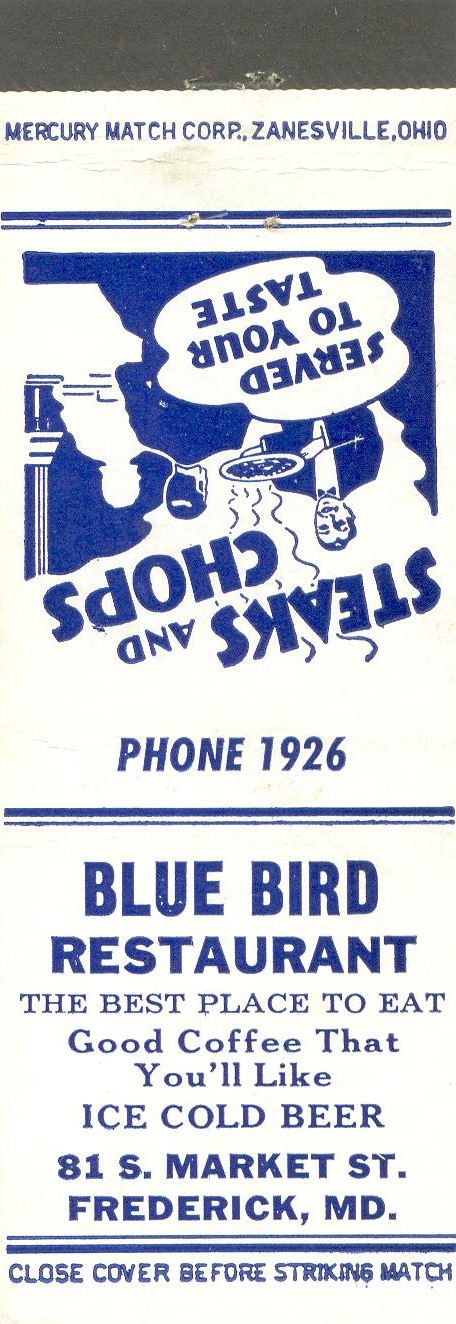 MERCURY MATCH CORP., ZANESVILLE, OHIO
SERVED
TO YOUR
TASTE
STEAKS AND CHOPS
PHONE 1926
BLUE BIRD
RESTAURANT
THE BEST PLACE TO EAT
Good Coffee That
You'll Like
ICE COLD BEER
81 S. MARKET ST.
FREDERICK, MD.
CLOSE COVER BEFORE STRIKING MATCH